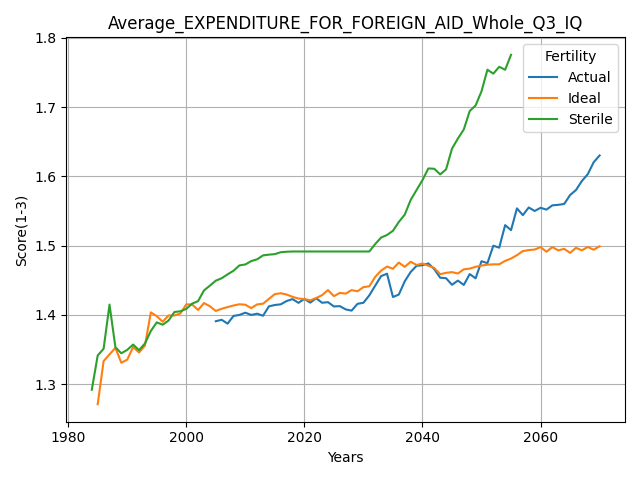 Average_EXPENDITURE_FOR_FOREIGN_AID_Whole_Q3_IQ
Score(1-3)
1.8
1.7
1.6
1.5
1.4
1.3
1980
2000
2020
2040
2060
Years
Fertility
Actual
Ideal
Sterile